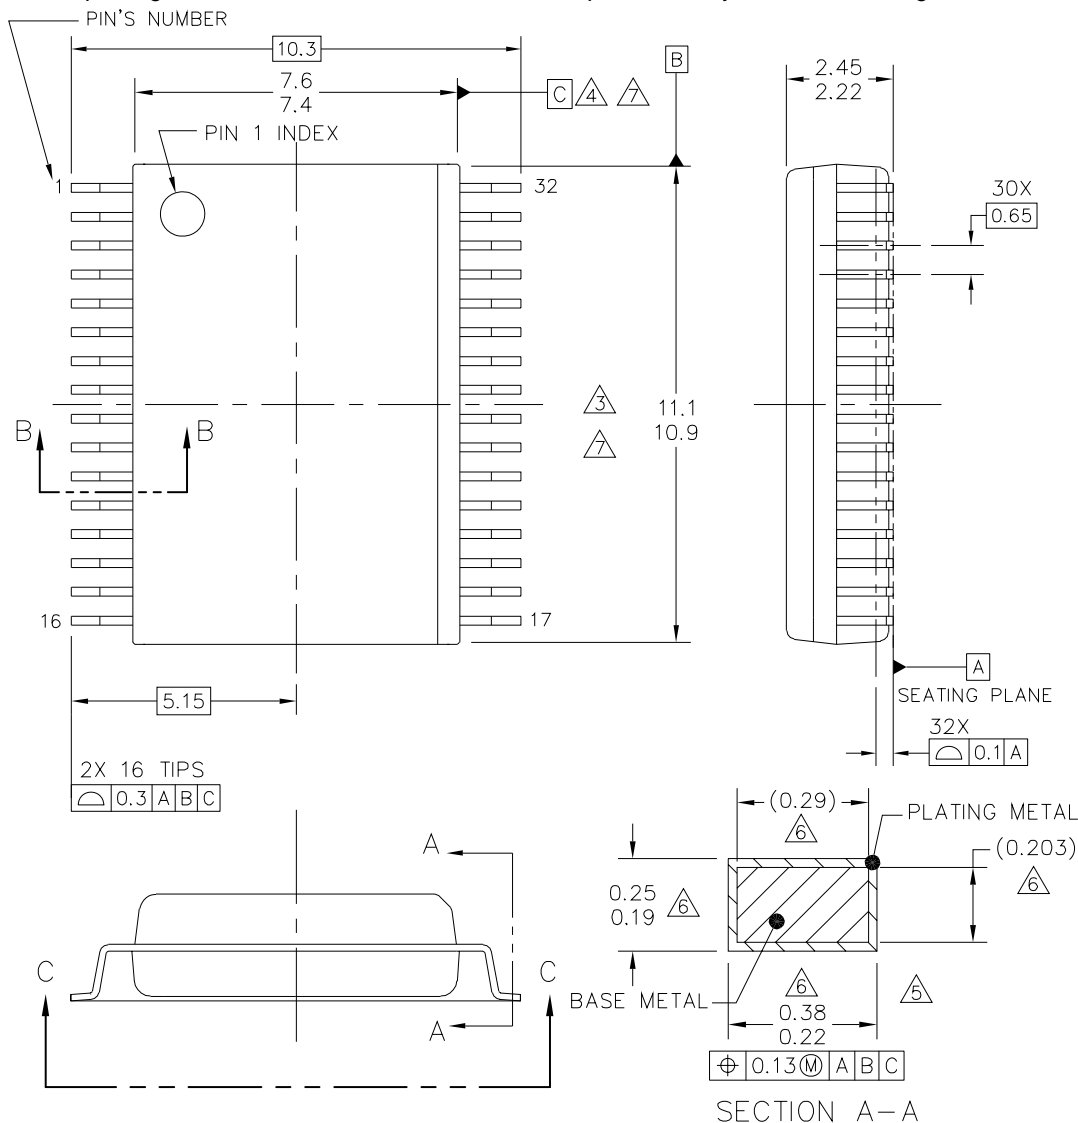 PIN'S NUMBER
10.3
7.6
7.4
B
C 4 7
2.45
2.22
PIN 1 INDEX
1
32
30X
0.65
3
7
11.1
10.9
B B
16
17
5.15
A
SEATING PLANE
32X
0.1 A
2X 16 TIPS
0.3 A B C
(0.29)
6
PLATING METAL
(0.203)
6
A
0.25
0.19
6
C C
BASE METAL
6
5
A
0.38
0.22
0.13 Ⓜ A B C
SECTION A-A